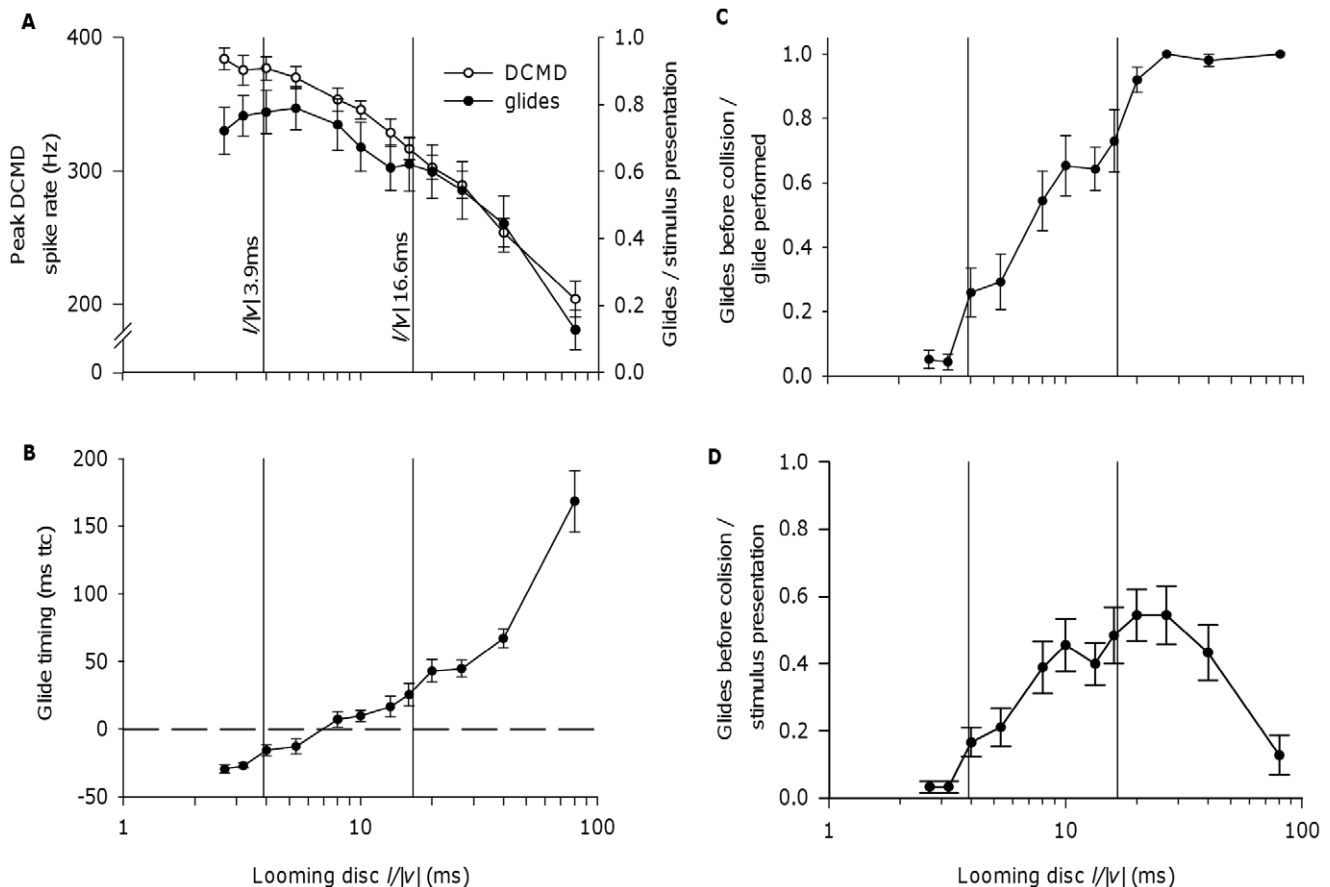 A
400
300
200
0
Peak DCMD
spike rate (Hz)
DCMD
glides
l/|v| 3.9ms
l/|v| 16.6ms
1.0
0.8
0.6
0.4
0.2
0.0
Glides / stimulus presentation
B
200
150
100
50
0
-50
Glide timing (ms ttc)
1
10
100
Looming disc l/|v| (ms)
C
1.0
0.8
0.6
0.4
0.2
0.0
Glides before collision /
glide performed
D
1.0
0.8
0.6
0.4
0.2
0.0
Glides before colision /
stimulus presentation
1
10
100
Looming disc l/|v| (ms)